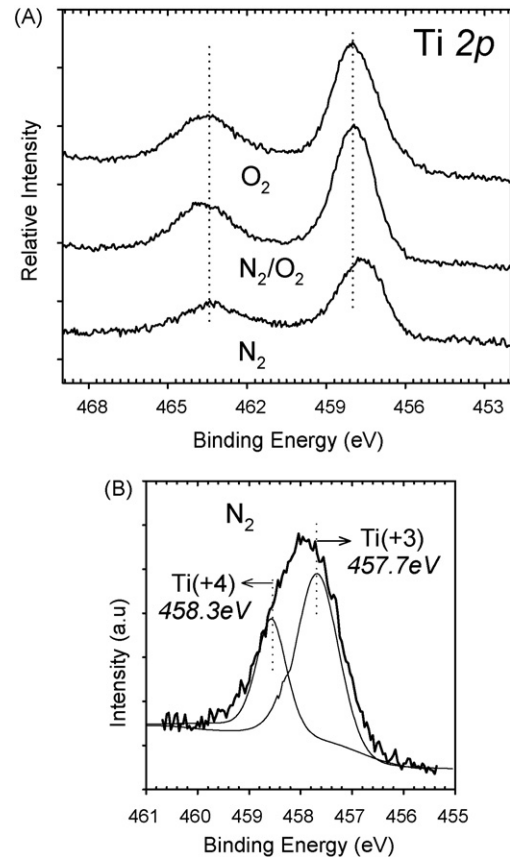 (A)
Ti 2p
Relative Intensity
O₂
N₂/O₂
N₂
468 465 462 459 456 453
Binding Energy (eV)
(B)
N₂
Ti(+3)
457.7eV
Ti(+4)
458.3eV
Intensity (a.u)
461 460 459 458 457 456 455
Binding Energy (eV)